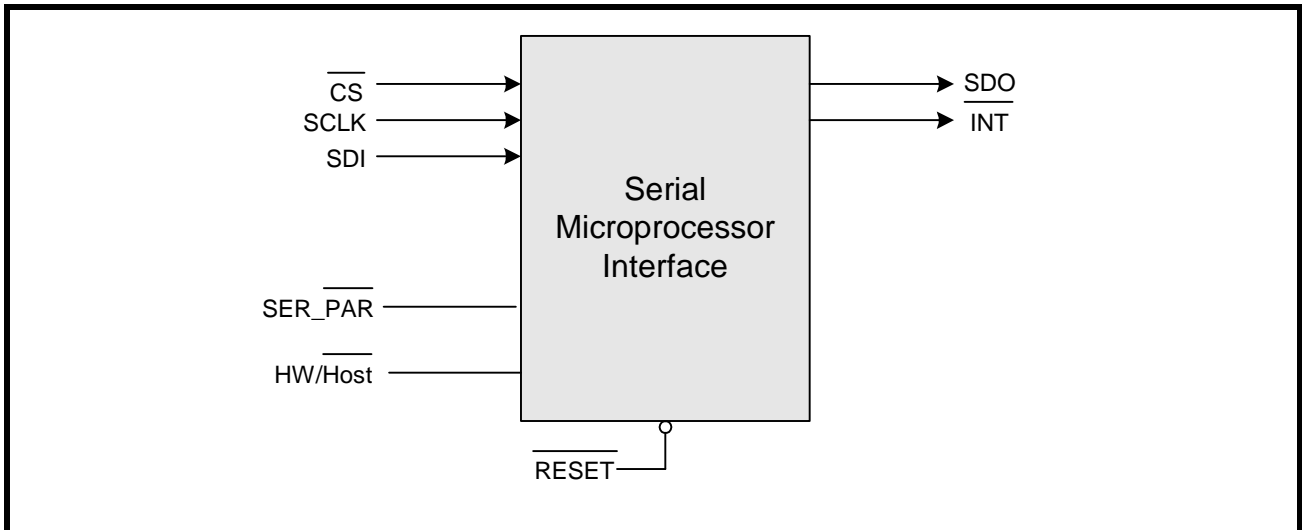 CS
SCLK
SDI
SER_PAR
HW/Host
Serial
Microprocessor
Interface
SDO
INT
RESET